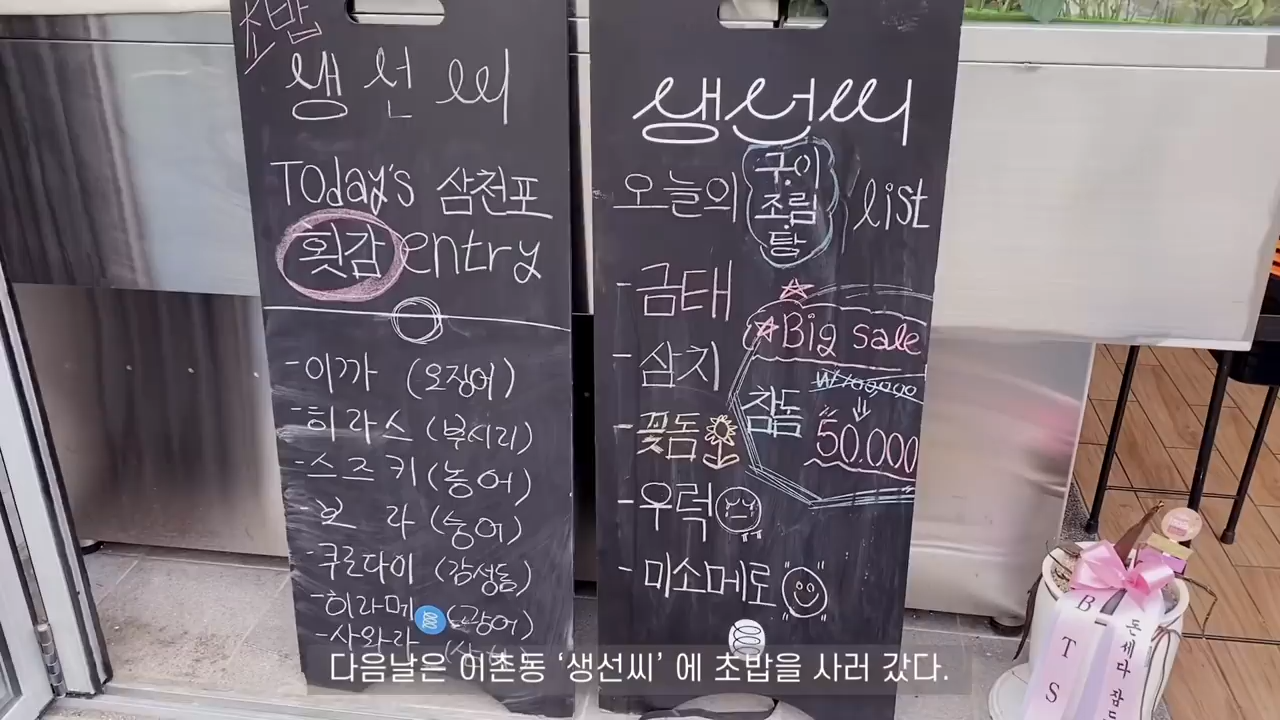 초밥
생선씨
Today's 삼천포
횟감 entry
-이까 (오징어)
-히라스 (부시리)
-스즈키 (농어)
-보라 (숭어)
-쿠로다이 (감성돔)
-히라메 (광어)
-사와라
생선씨
오늘의 구이 조림 탕 list
-금태
-삼치
-꽃돔
-우럭
-미소메로
Big sale
참돔
₩100,000
50.000
B T S
돈세다 잠드
다음날은 이촌동 ‘생선씨’ 에 초밥을 사러 갔다.